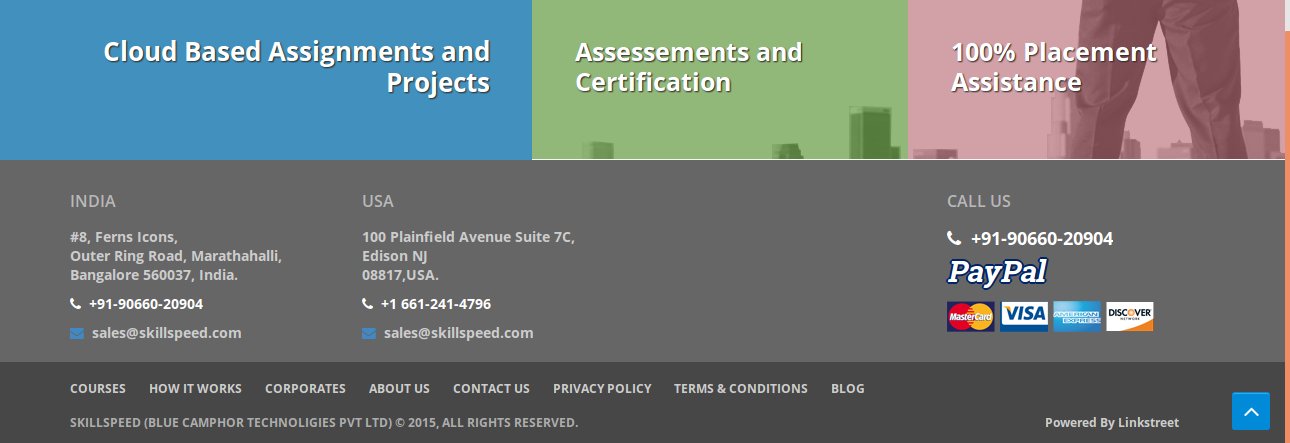 Cloud Based Assignments and
Projects
Assessements and
Certification
100% Placement
Assistance
INDIA
#8, Ferns Icons,
Outer Ring Road, Marathahalli,
Bangalore 560037, India.
+91-90660-20904
sales@skillspeed.com
USA
100 Plainfield Avenue Suite 7C,
Edison NJ
08817,USA.
+1 661-241-4796
sales@skillspeed.com
CALL US
+91-90660-20904
PayPal
MasterCard VISA AMERICAN EXPRESS DISCOVER NETWORK
COURSES HOW IT WORKS CORPORATES ABOUT US CONTACT US PRIVACY POLICY TERMS & CONDITIONS BLOG
SKILLSPEED (BLUE CAMPHOR TECHNOLIGIES PVT LTD) © 2015, ALL RIGHTS RESERVED.
Powered By Linkstreet